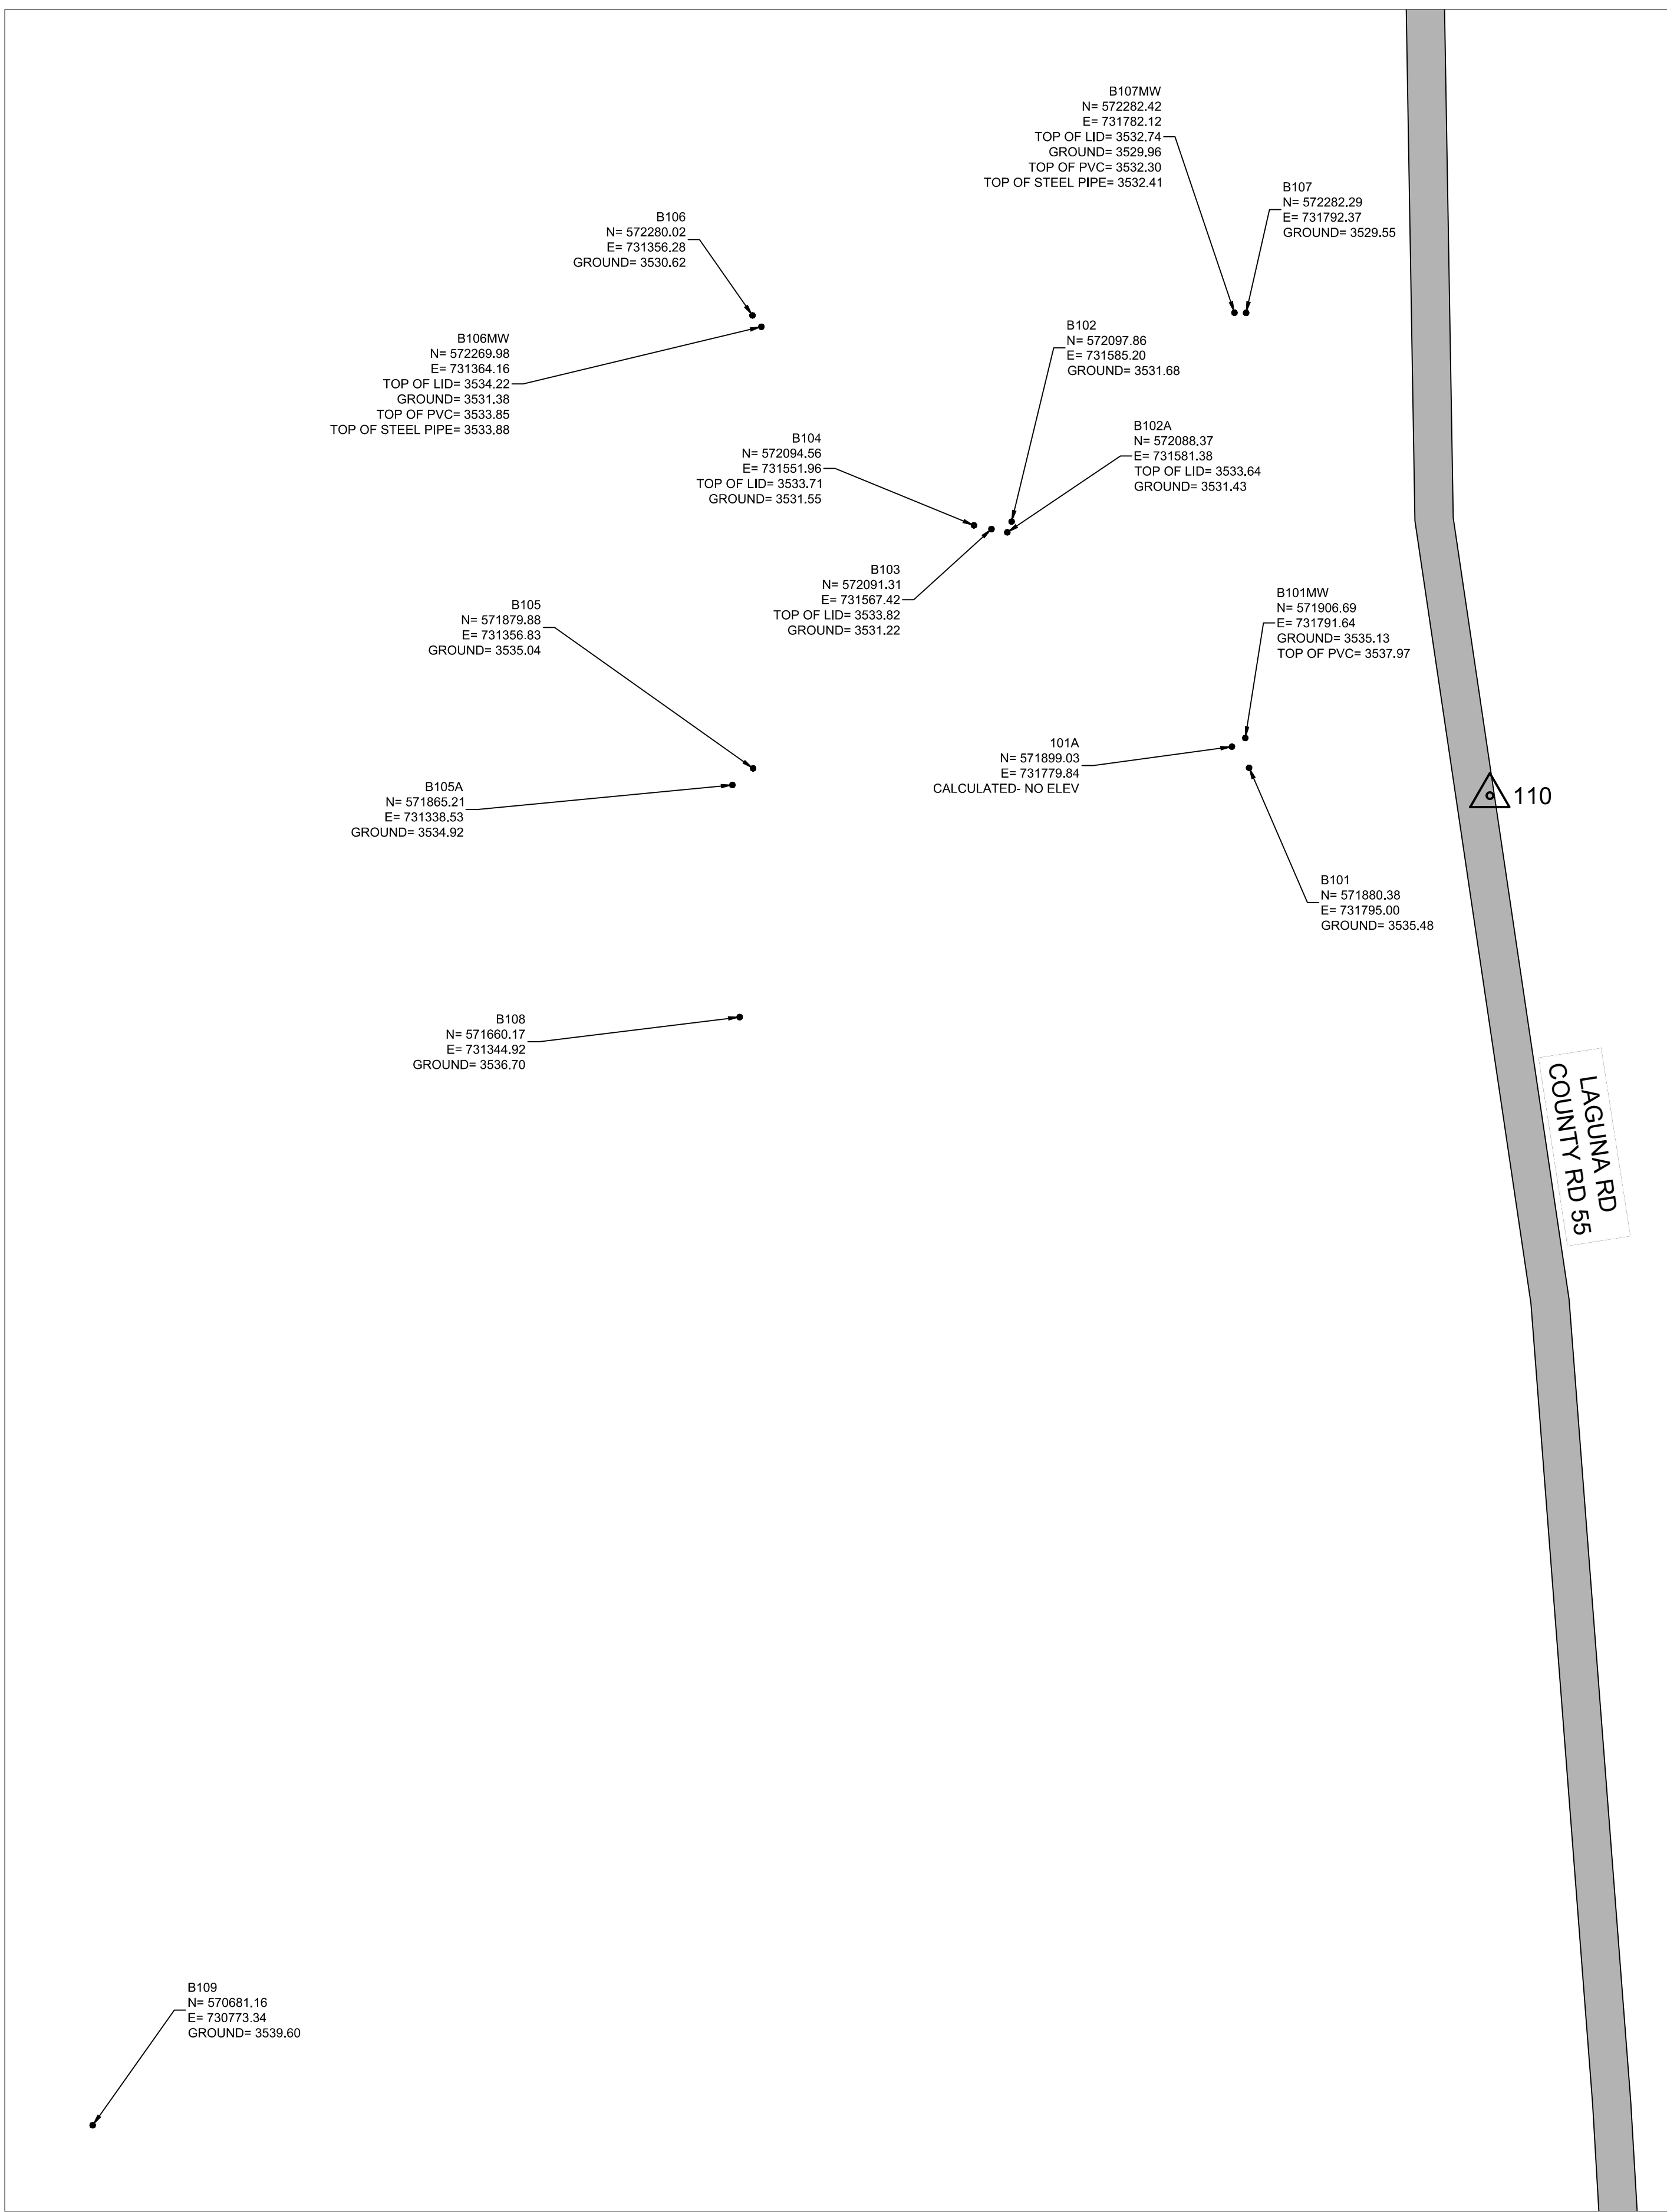 B107MW
N= 572282.42
E= 731782.12
TOP OF LID= 3532.74
GROUND= 3529.96
TOP OF PVC= 3532.30
TOP OF STEEL PIPE= 3532.41
B107
N= 572282.29
E= 731792.37
GROUND= 3529.55
B106
N= 572280.02
E= 731356.28
GROUND= 3530.62
B106MW
N= 572269.98
E= 731364.16
TOP OF LID= 3534.22
GROUND= 3531.38
TOP OF PVC= 3533.85
TOP OF STEEL PIPE= 3533.88
B102
N= 572097.86
E= 731585.20
GROUND= 3531.68
B104
N= 572094.56
E= 731551.96
TOP OF LID= 3533.71
GROUND= 3531.55
B102A
N= 572088.37
E= 731581.38
TOP OF LID= 3533.64
GROUND= 3531.43
B103
N= 572091.31
E= 731567.42
TOP OF LID= 3533.82
GROUND= 3531.22
B105
N= 571879.88
E= 731356.83
GROUND= 3535.04
B101MW
N= 571906.69
E= 731791.64
GROUND= 3535.13
TOP OF PVC= 3537.97
101A
N= 571899.03
E= 731779.84
CALCULATED- NO ELEV
B105A
N= 571865.21
E= 731338.53
GROUND= 3534.92
110
B101
N= 571880.38
E= 731795.00
GROUND= 3535.48
B108
N= 571660.17
E= 731344.92
GROUND= 3536.70
LAGUNA RD
COUNTY RD 55
B109
N= 570681.16
E= 730773.34
GROUND= 3539.60